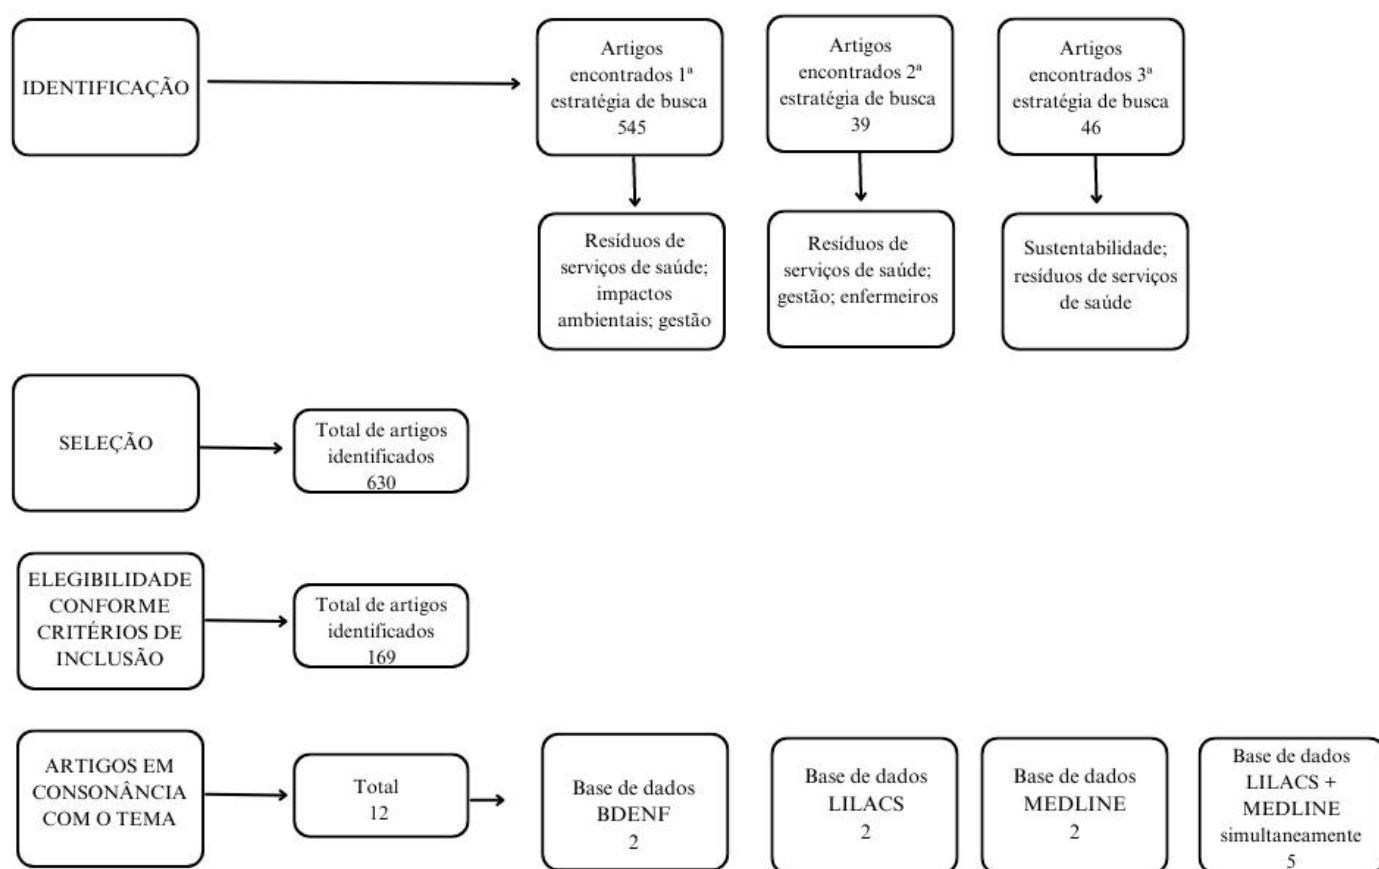 IDENTIFICAÇÃO
Artigos
encontrados 1ª
estratégia de busca
545
Artigos
encontrados 2ª
estratégia de busca
39
Artigos
encontrados 3ª
estratégia de busca
46
Resíduos de
serviços de saúde;
impactos
ambientais; gestão
Resíduos de
serviços de saúde;
gestão; enfermeiros
Sustentabilidade;
resíduos de serviços
de saúde
SELEÇÃO
Total de artigos
identificados
630
ELEGIBILIDADE
CONFORME
CRITÉRIOS DE
INCLUSÃO
Total de artigos
identificados
169
ARTIGOS EM
CONSONÂNCIA
COM O TEMA
Total
12
Base de dados
BDENF
2
Base de dados
LILACS
2
Base de dados
MEDLINE
2
Base de dados
LILACS +
MEDLINE
simultaneamente
5